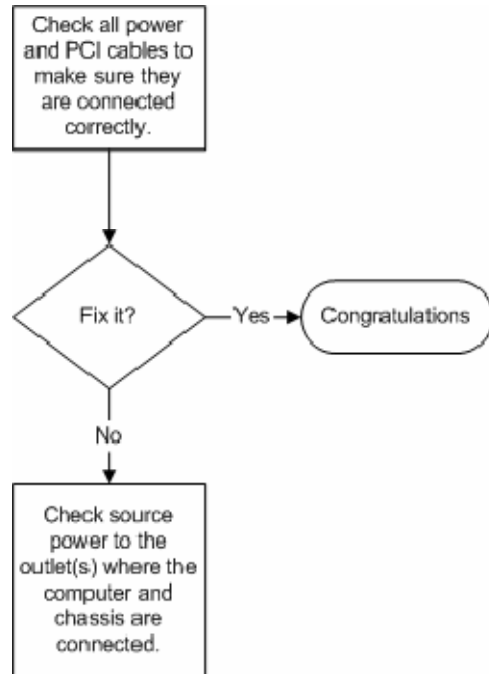 Check all power
and PCI cables to
make sure they
are connected
correctly.
Fix it?
Yes
Congratulations
No
Check source
power to the
outlet(s) where the
computer and
chassis are
connected.